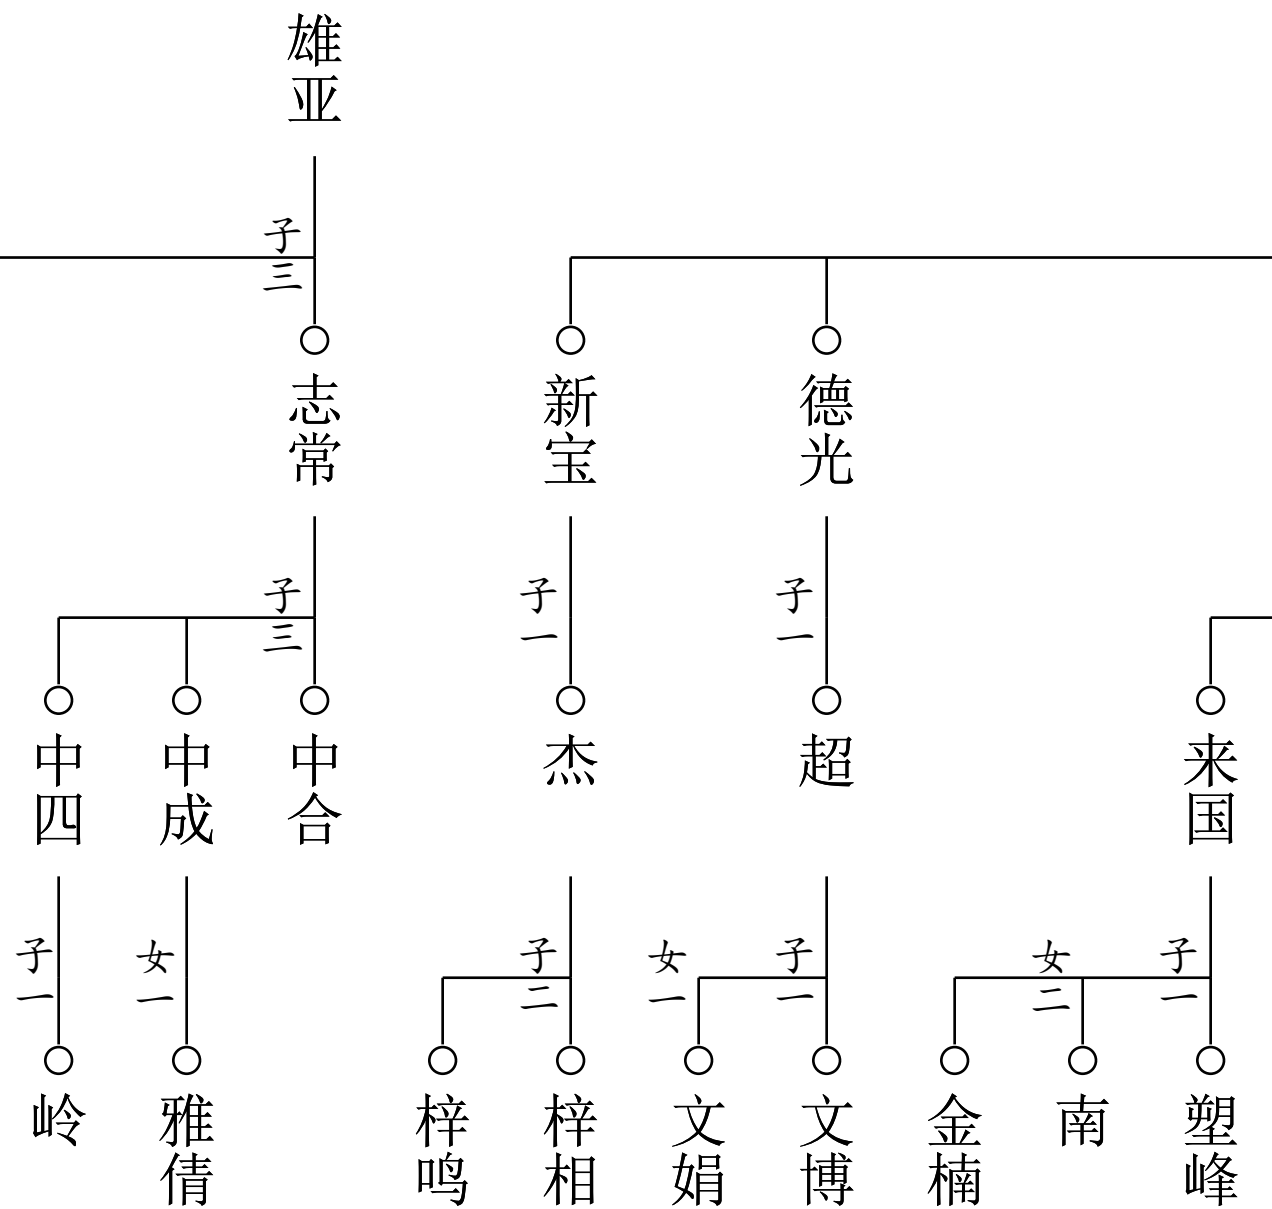 雄亚
子三
志常
新宝
德光
子三
子一
子一
中四
中成
中合
杰
超
来国
子一
女一
子二
女一
子一
女二
子一
岭
雅倩
梓鸣
梓相
文娟
文博
金楠
南
塑峰